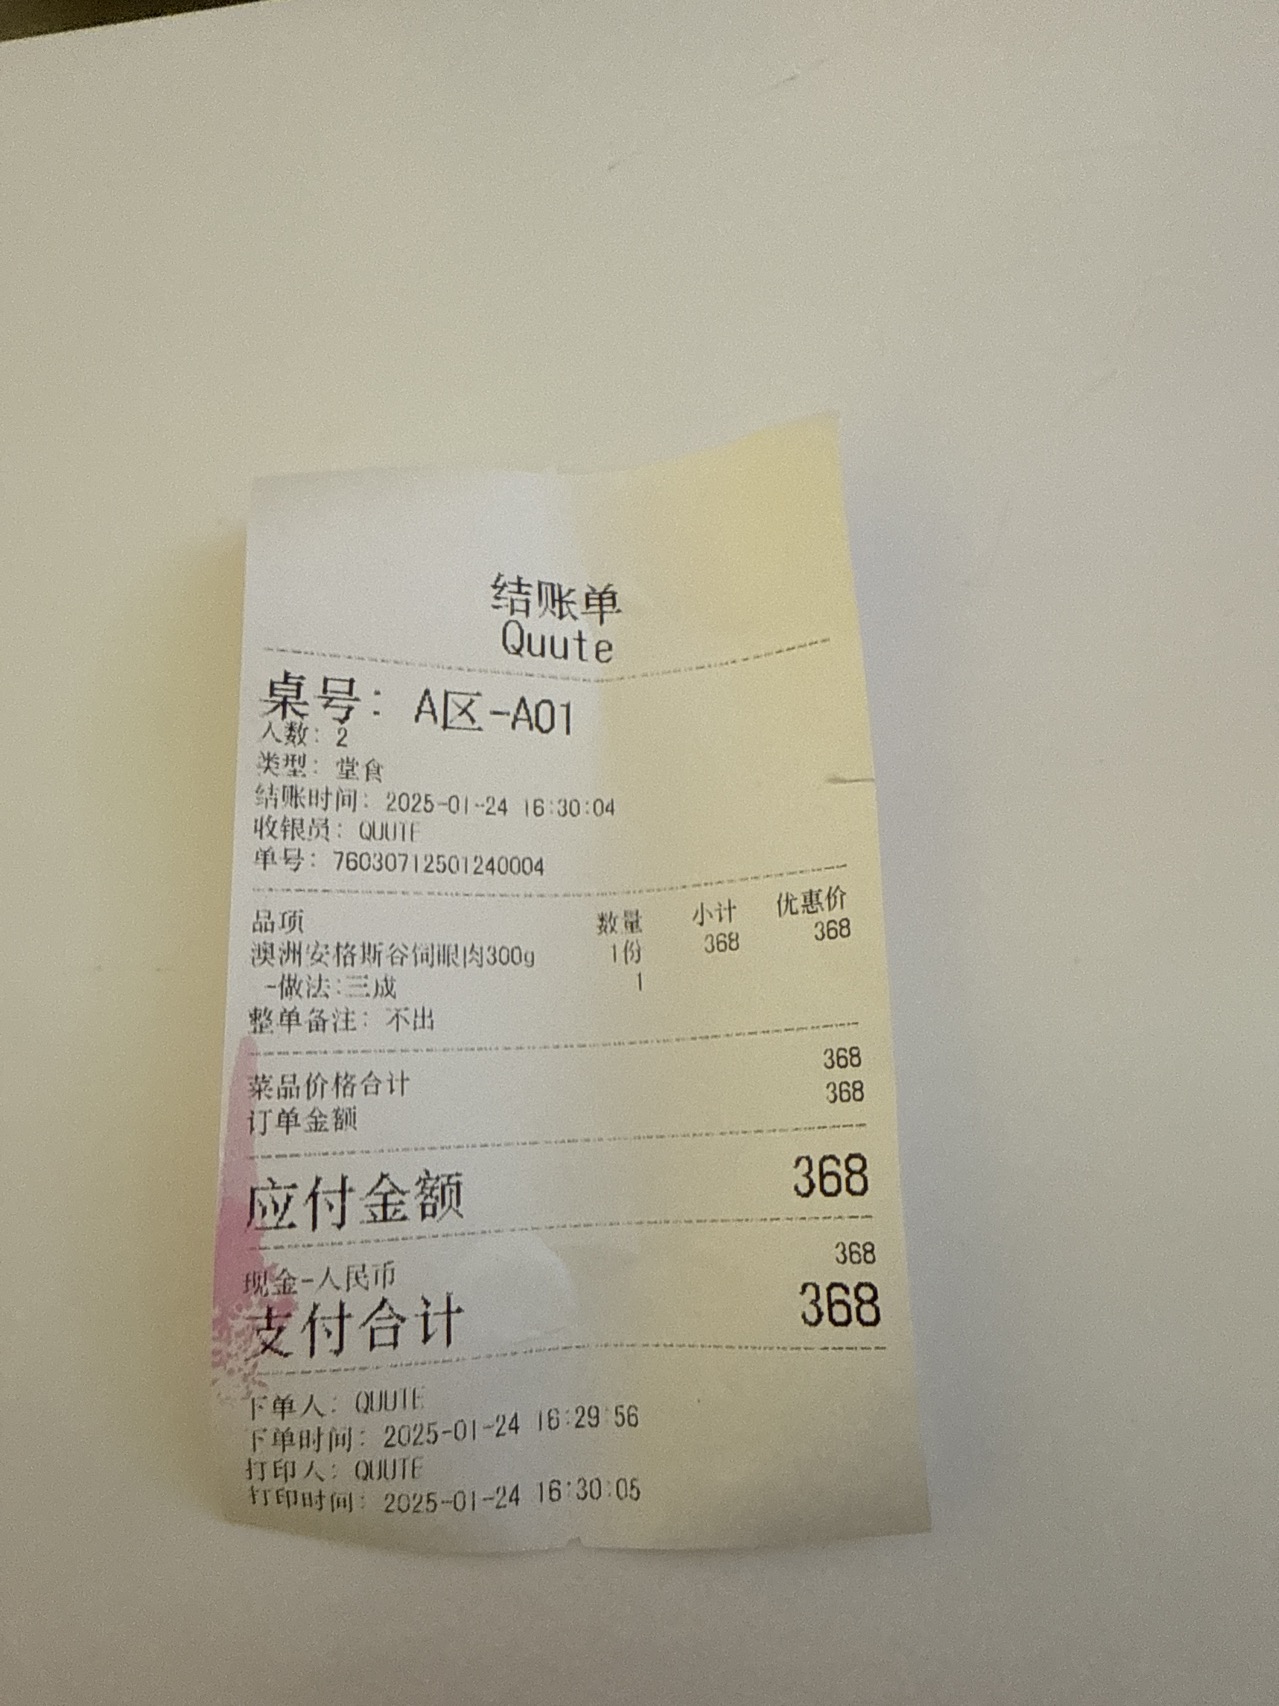 结账单
Quute
桌号：A区-A01
人数：2
类型：堂食
结账时间：2025-01-24 16:30:04
收银员：QUUTE
单号：76030712501240004
品项 数量 小计 优惠价
澳洲安格斯谷饲眼肉300g 1份 368 368
-做法:三成 1
整单备注：不出
菜品价格合计 368
订单金额 368
应付金额 368
现金-人民币 368
支付合计 368
下单人：QUUTE
下单时间：2025-01-24 16:29:56
打印人：QUUTE
打印时间：2025-01-24 16:30:05